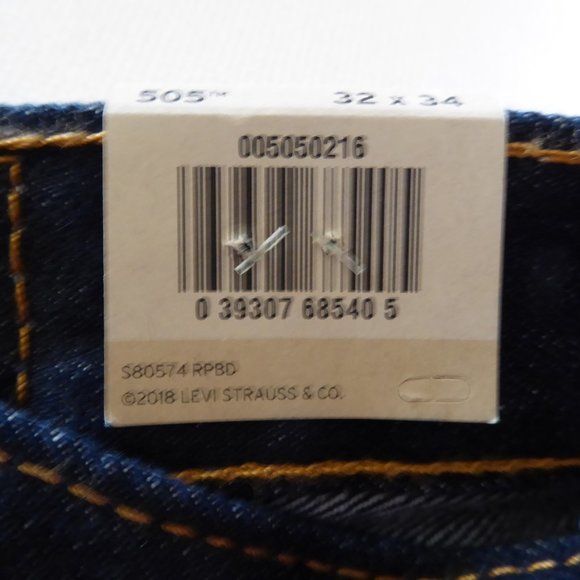 505™ 32 x 34
005050216
0 39307 68540 5
S80574 RPBD
©2018 LEVI STRAUSS & CO.